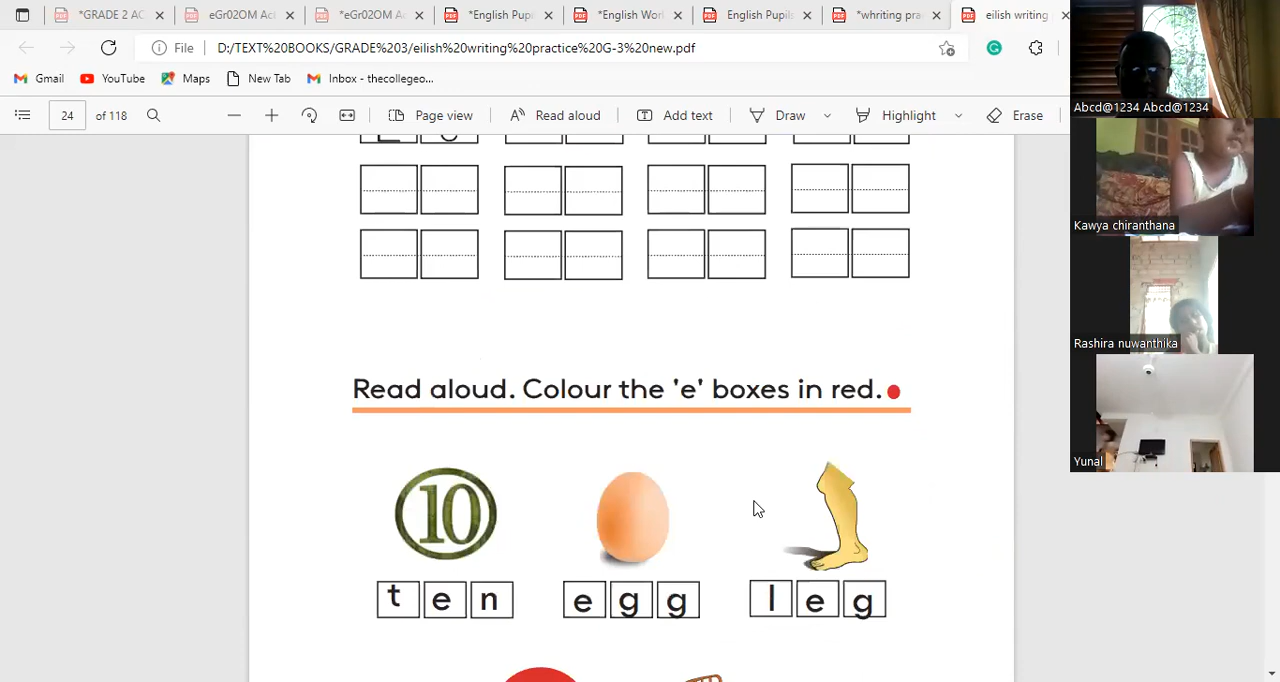 *GRADE 2 AC
eGr02OM Aci
*eGr02OM Ac
*English Pupi
*English Wor
English Pupils
*whriting pra
eilish writing
File D:/TEXT%20BOOKS/GRADE%203/eilish%20writing%20practice%20G-3%20new.pdf
Gmail YouTube Maps New Tab Inbox - thecollegeo...
24 of 118 Page view Read aloud Add text Draw Highlight Erase
Read aloud. Colour the 'e' boxes in red.
10
t e n e g g l e g
Abcd@1234 Abcd@1234
Kawya chiranthana
Rashira nuwanthika
Yunal